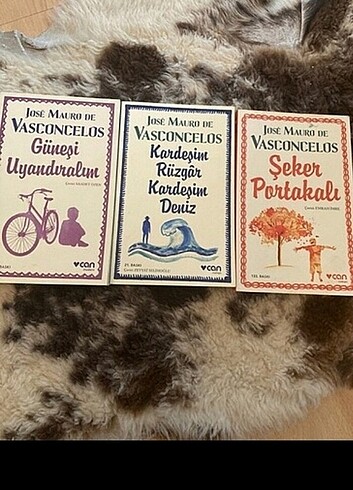 JOSÉ MAURO DE
VASCONCELOS
Güneşi
Uyandıralım
can
JOSÉ MAURO DE
VASCONCELOS
Kardeşim
Rüzgâr
Kardeşim
Deniz
can
JOSÉ MAURO DE
VASCONCELOS
Şeker
Portakalı
can